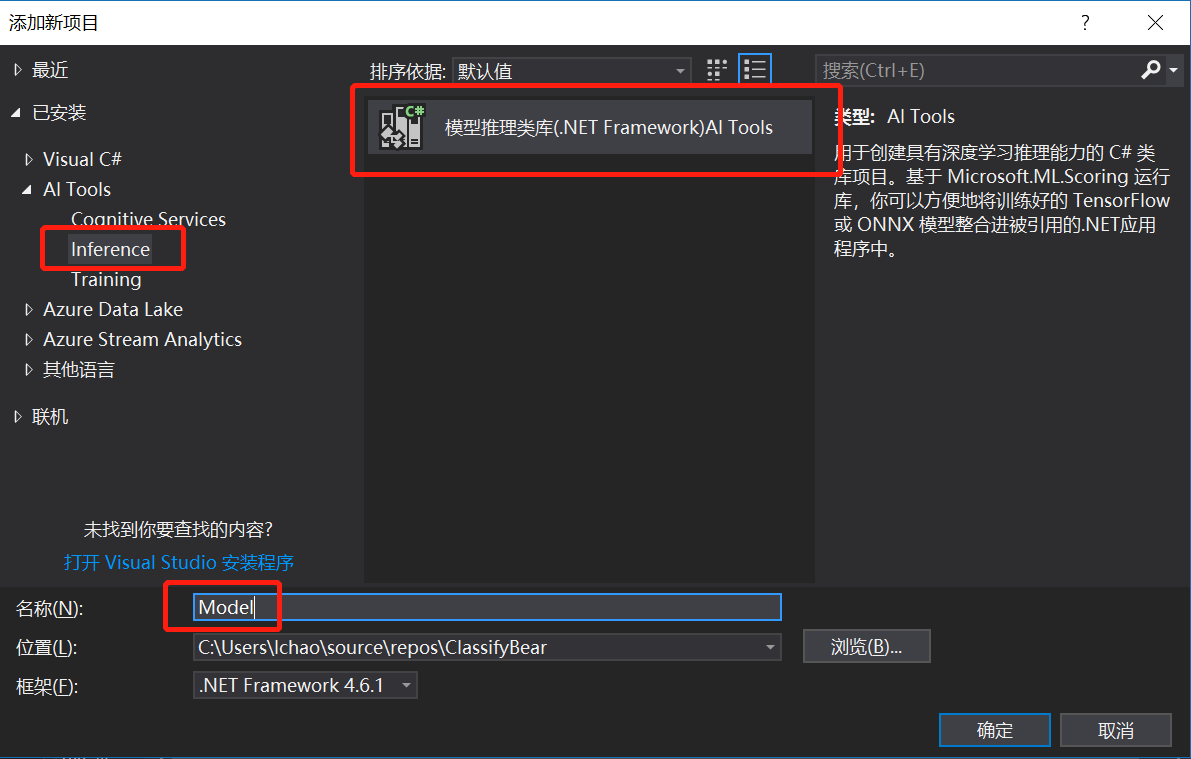 添加新项目
?
最近
已安装
Visual C#
AI Tools
Cognitive Services
Inference
Training
Azure Data Lake
Azure Stream Analytics
其他语言
联机
未找到你要查找的内容?
打开 Visual Studio 安装程序
排序依据: 默认值
C# 模型推理类库(.NET Framework)AI Tools
搜索(Ctrl+E)
类型: AI Tools
用于创建具有深度学习推理能力的 C# 类
库项目。基于 Microsoft.ML.Scoring 运行
库，你可以方便地将训练好的 TensorFlow
或 ONNX 模型整合进被引用的.NET应用
程序中。
名称(N): Model
位置(L): C:\Users\lchao\source\repos\ClassifyBear 浏览(B)...
框架(F): .NET Framework 4.6.1
确定 取消